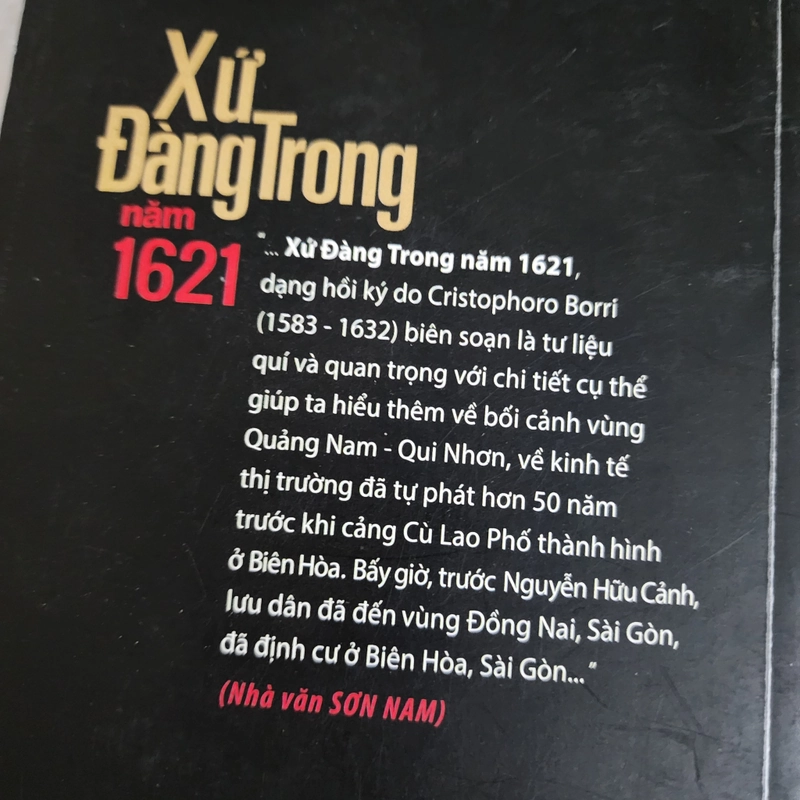 Xứ
Đàng Trong
năm
1621
"... Xứ Đàng Trong năm 1621,
dạng hồi ký do Cristophoro Borri
(1583 - 1632) biên soạn là tư liệu
quí và quan trọng với chi tiết cụ thể
giúp ta hiểu thêm về bối cảnh vùng
Quảng Nam - Qui Nhơn, về kinh tế
thị trường đã tự phát hơn 50 năm
trước khi cảng Cù Lao Phố thành hình
ở Biên Hòa. Bấy giờ, trước Nguyễn Hữu Cảnh,
lưu dân đã đến vùng Đồng Nai, Sài Gòn,
đã định cư ở Biên Hòa, Sài Gòn..."
(Nhà văn SƠN NAM)